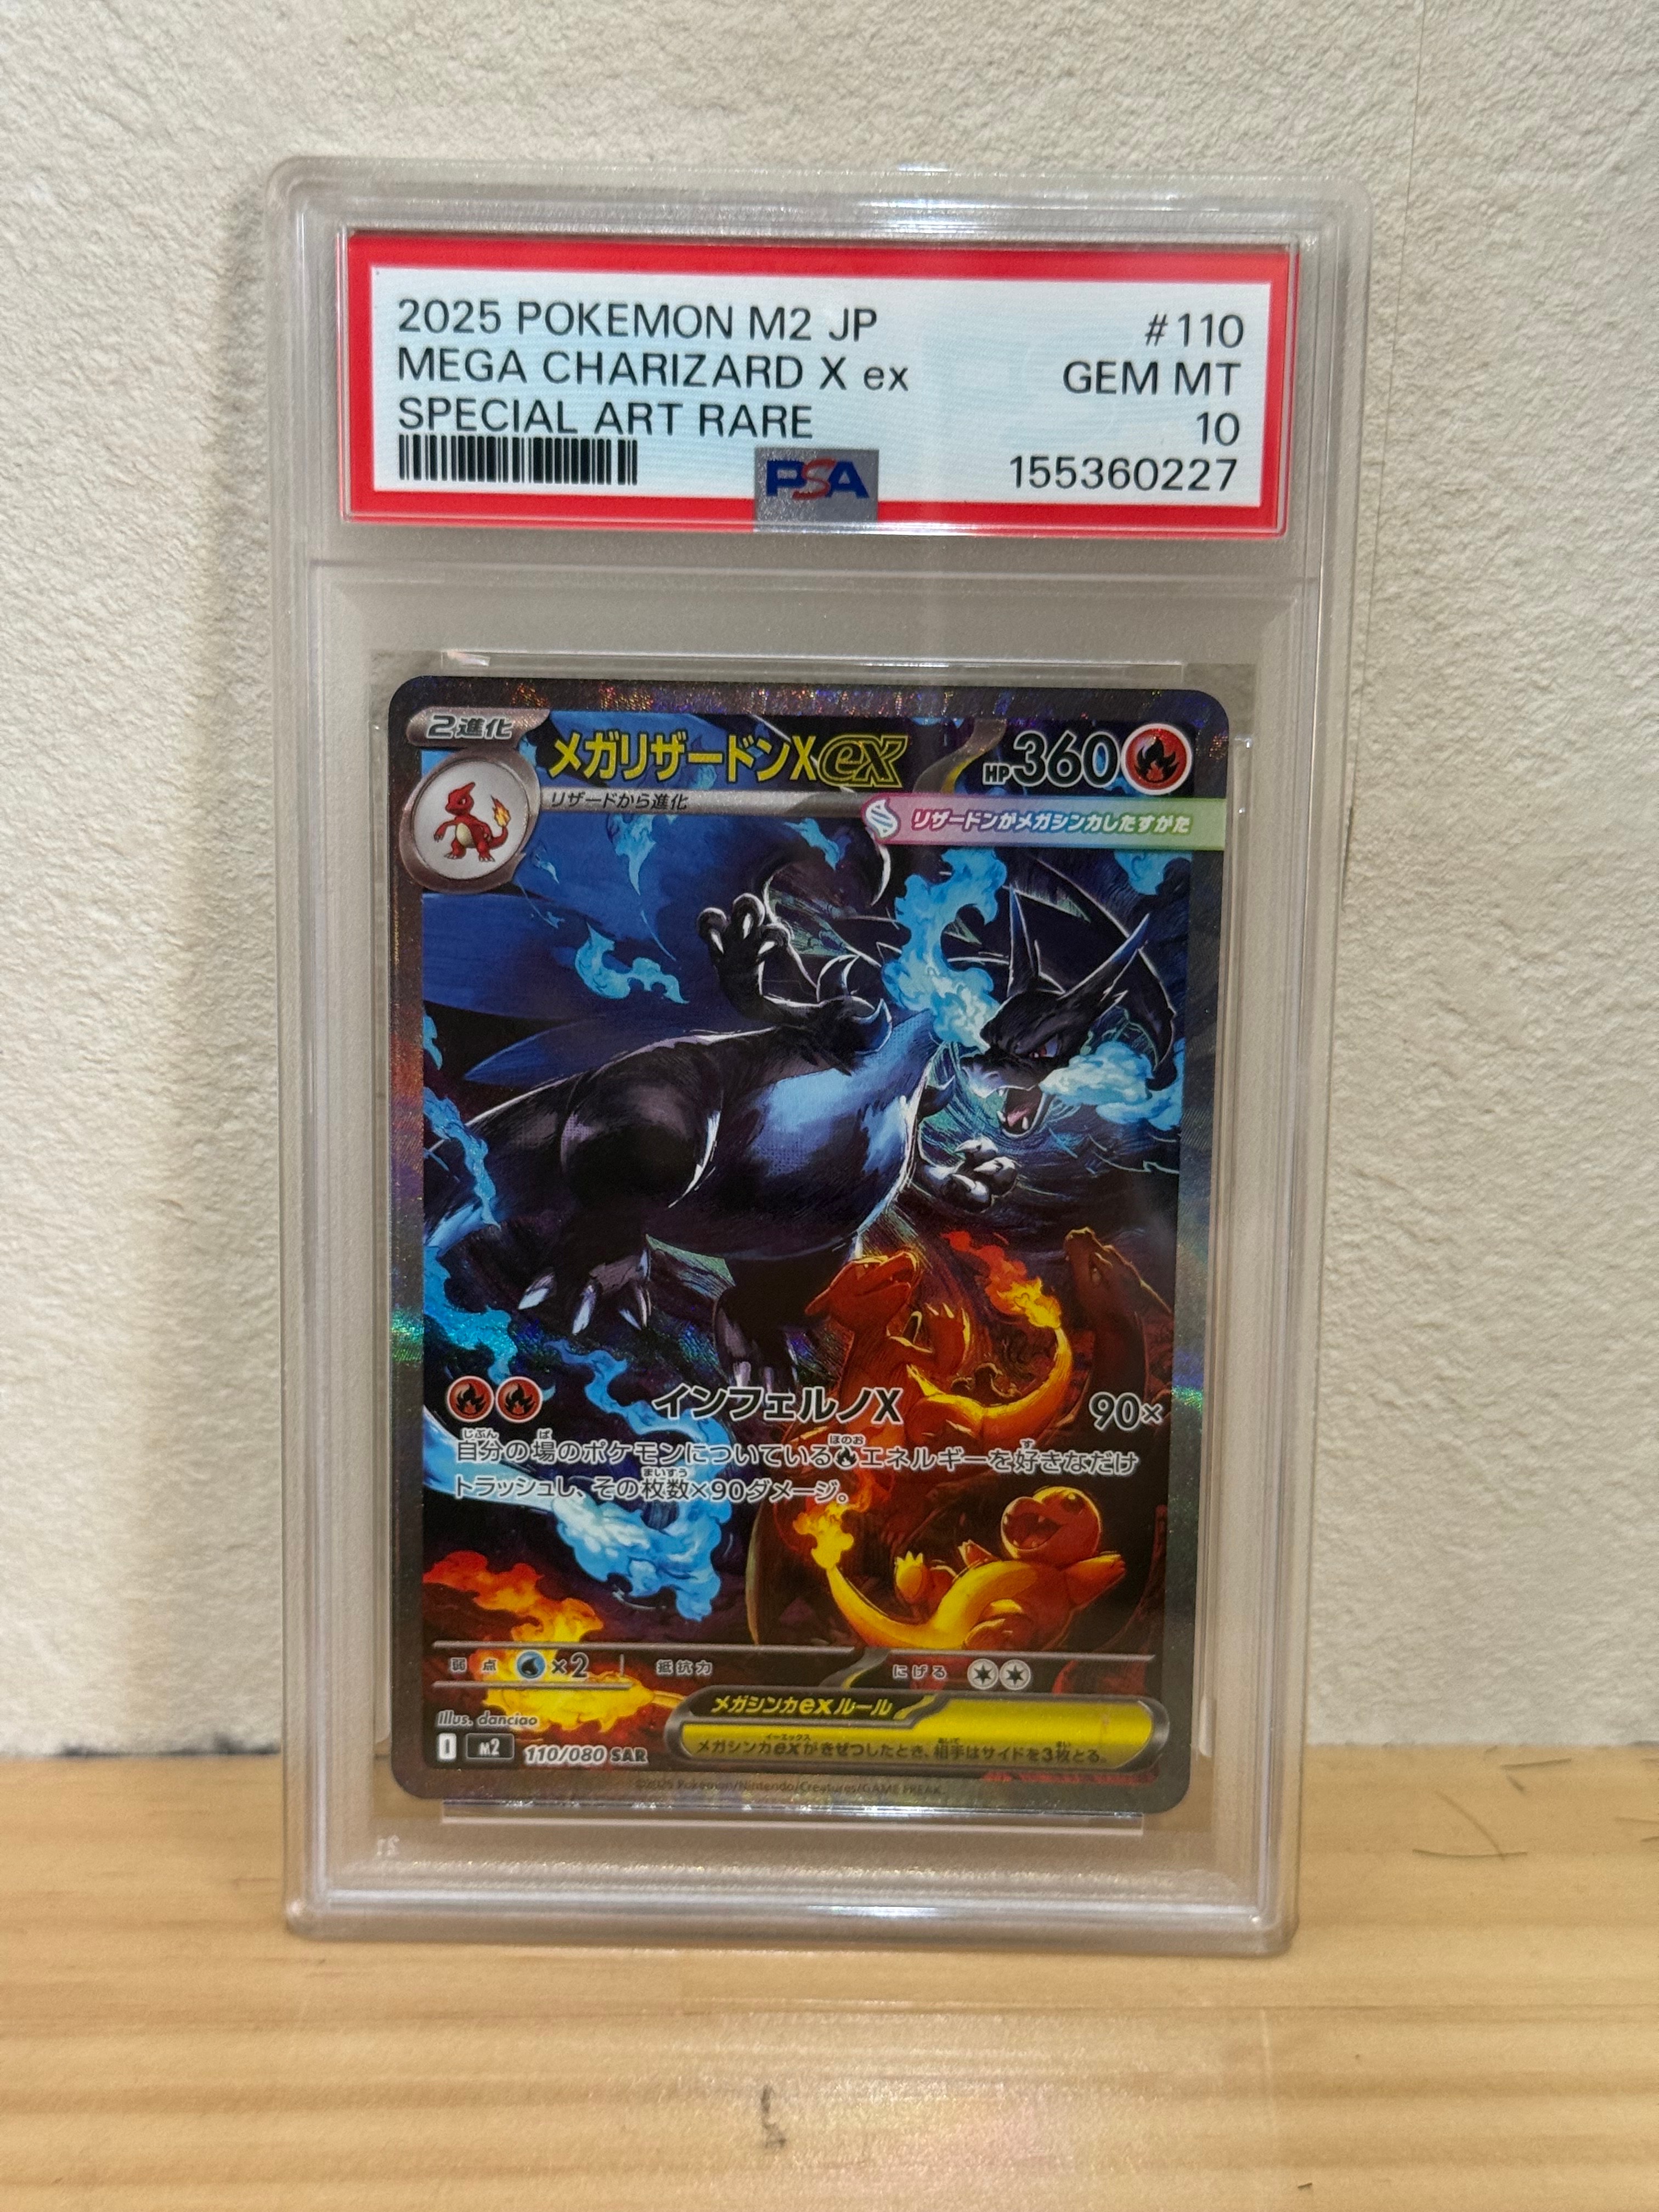 2025 POKEMON M2 JP #110
MEGA CHARIZARD X ex GEM MT
SPECIAL ART RARE 10
PSA 155360227
2進化
メガリザードンXex HP360
リザードから進化
リザードンがメガシンカしたすがた
インフェルノX 90×
自分の場のポケモンについているエネルギーを好きなだけ
トラッシュし、その枚数×90ダメージ。
弱点 ×2 抵抗力 にげる
Illus. danciao
メガシンカexルール
メガシンカexがきぜつしたとき、相手はサイドを3枚とる。
I M2 110/080 SAR
©2025 Pokémon/Nintendo/Creatures/GAME FREAK